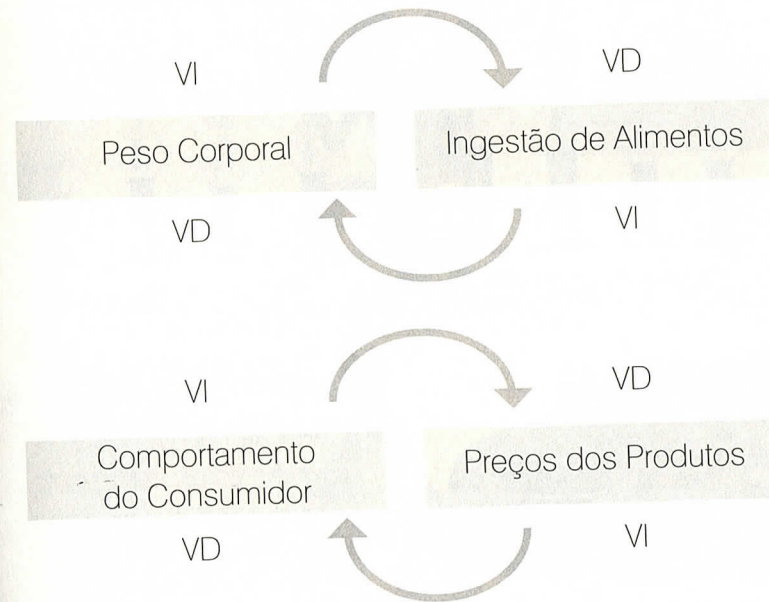 VI
VD
Peso Corporal
Ingestão de Alimentos
VD
VI
VI
VD
Comportamento
do Consumidor
Preços dos Produtos
VD
VI